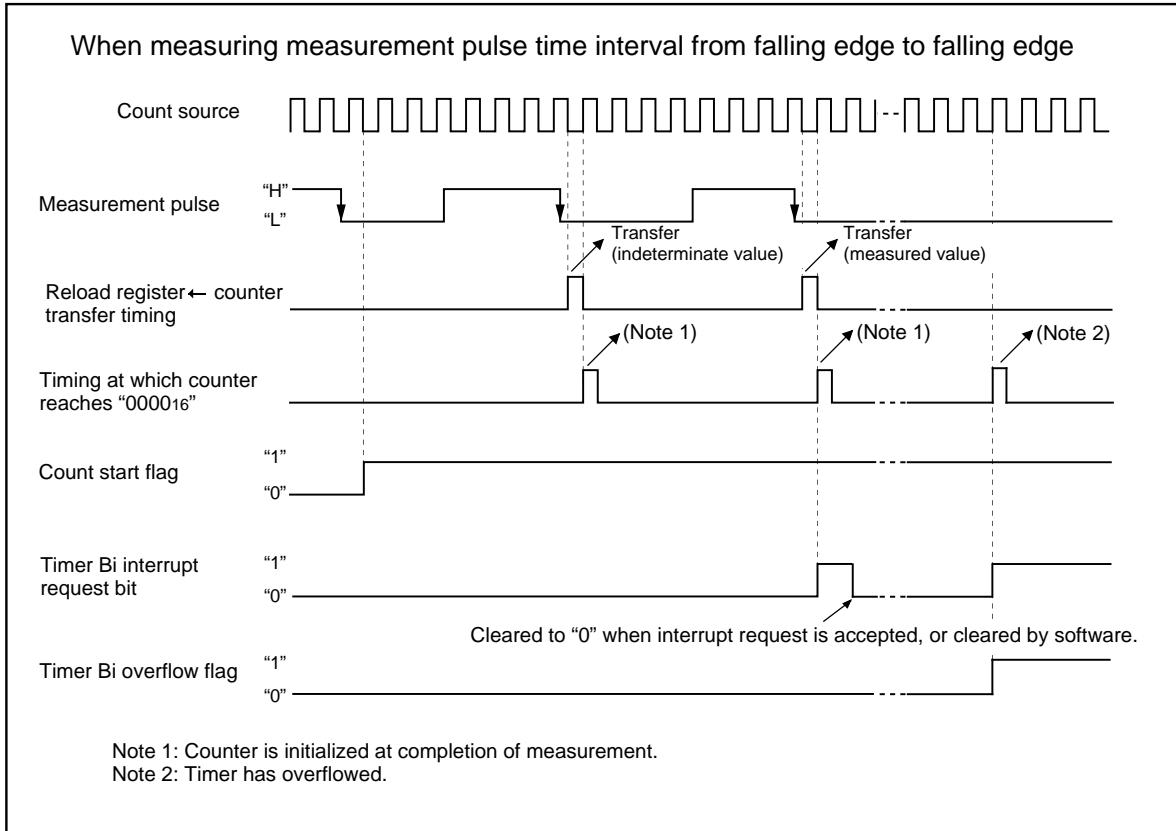 When measuring measurement pulse time interval from falling edge to falling edge
Count source
Measurement pulse
“H”
“L”
Transfer
(indeterminate value)
Transfer
(measured value)
Reload register ← counter
transfer timing
(Note 1)
(Note 1)
(Note 2)
Timing at which counter
reaches “000016”
Count start flag
“1”
“0”
Timer Bi interrupt
request bit
“1”
“0”
Cleared to “0” when interrupt request is accepted, or cleared by software.
Timer Bi overflow flag
“1”
“0”
Note 1: Counter is initialized at completion of measurement.
Note 2: Timer has overflowed.